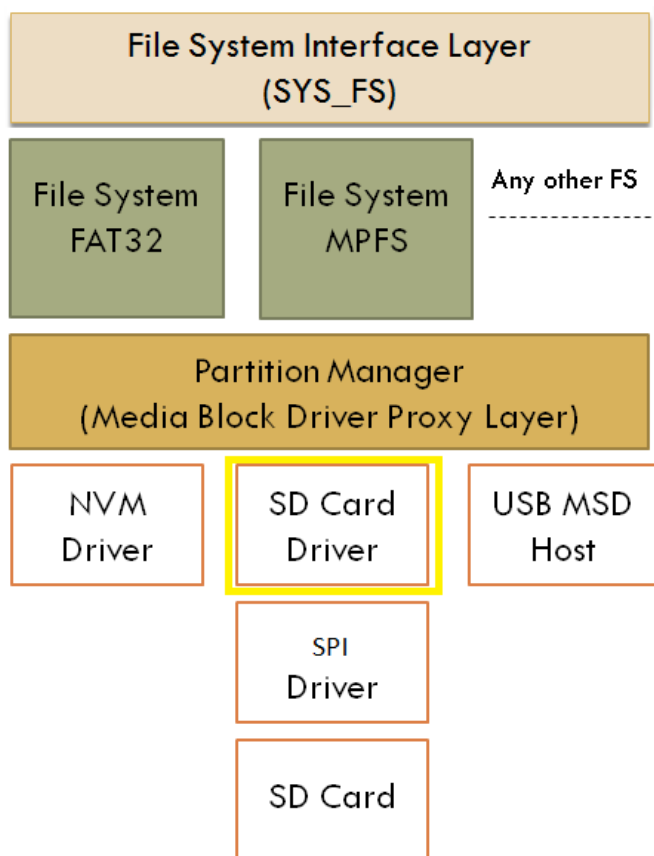 File System Interface Layer
(SYS_FS)
File System
FAT32
File System
MPFS
Any other FS
Partition Manager
(Media Block Driver Proxy Layer)
NVM
Driver
SD Card
Driver
USB MSD
Host
SPI
Driver
SD Card